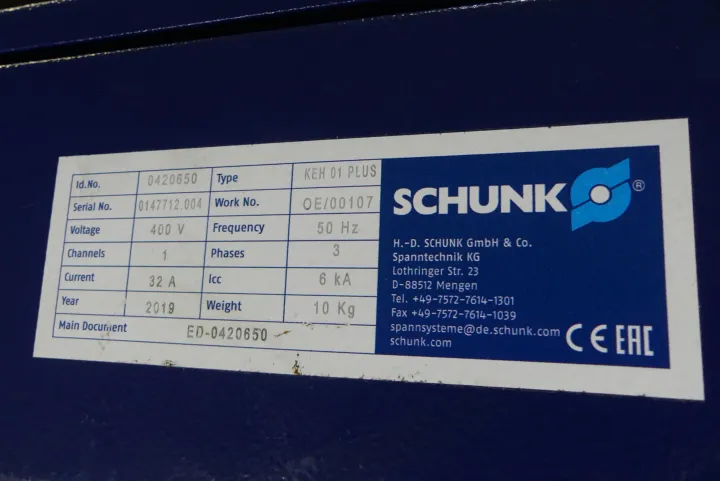 Id.No. 0420650 Type KEH 01 PLUS
Serial No. 0147712.004 Work No. OE/00107
Voltage 400 V Frequency 50 Hz
Channels 1 Phases 3
Current 32 A Icc 6 kA
Year 2019 Weight 10 Kg
Main Document ED-0420650
SCHUNK ®
H.-D. SCHUNK GmbH & Co.
Spanntechnik KG
Lothringer Str. 23
D-88512 Mengen
Tel. +49-7572-7614-1301
Fax +49-7572-7614-1039
spannsysteme@de.schunk.com
schunk.com
CE EAC